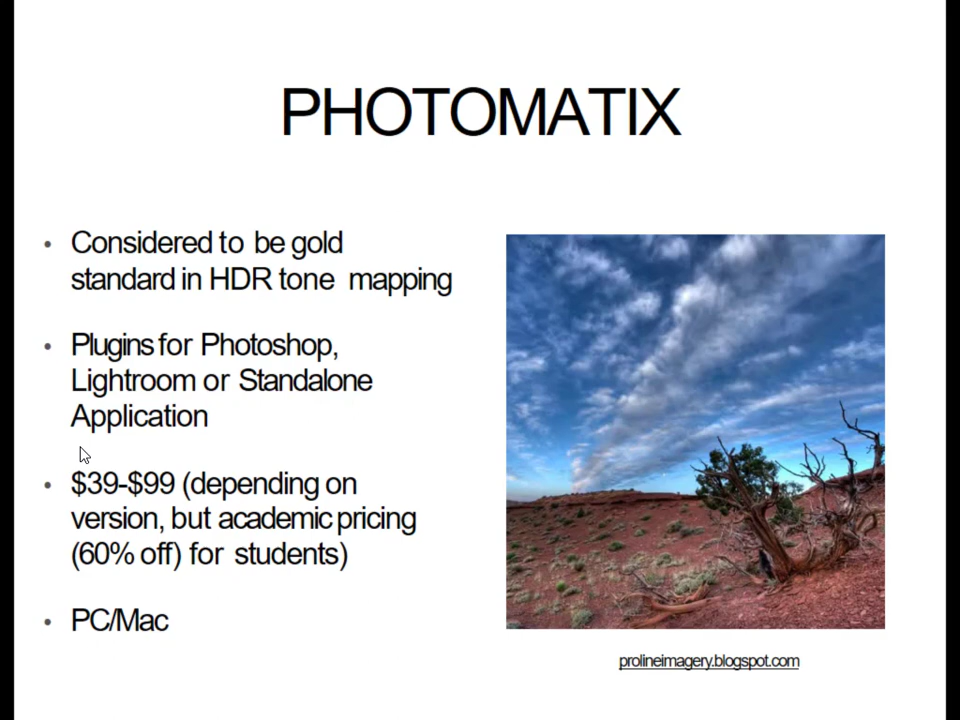 PHOTOMATIX
• Considered to be gold
standard in HDR tone mapping
• Plugins for Photoshop,
Lightroom or Standalone
Application
• $39-$99 (depending on
version, but academic pricing
(60% off) for students)
• PC/Mac
prolineimagery.blogspot.com